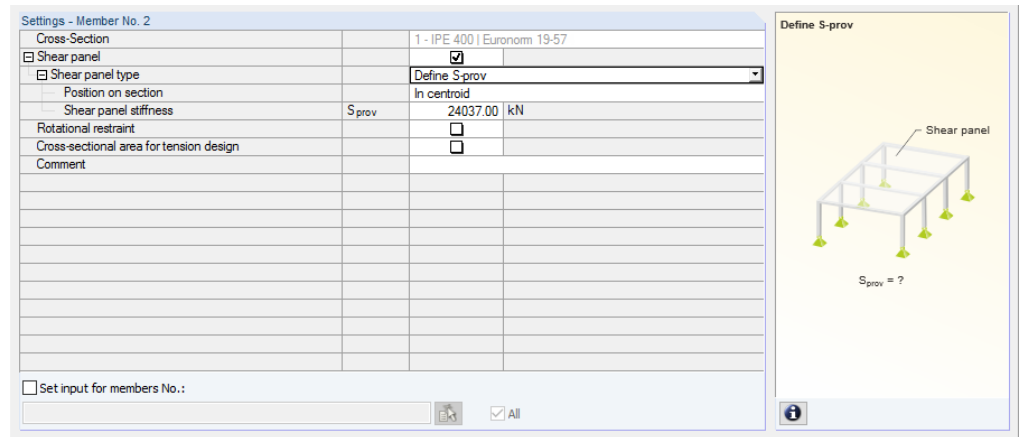 Settings - Member No. 2
Cross-Section 1 - IPE 400 | Euronorm 19-57
Shear panel
Shear panel type Define S-prov
Position on section In centroid
Shear panel stiffness Sprov 24037.00 kN
Rotational restraint
Cross-sectional area for tension design
Comment
Set input for members No.:
All
Define S-prov
Shear panel
Sprov = ?